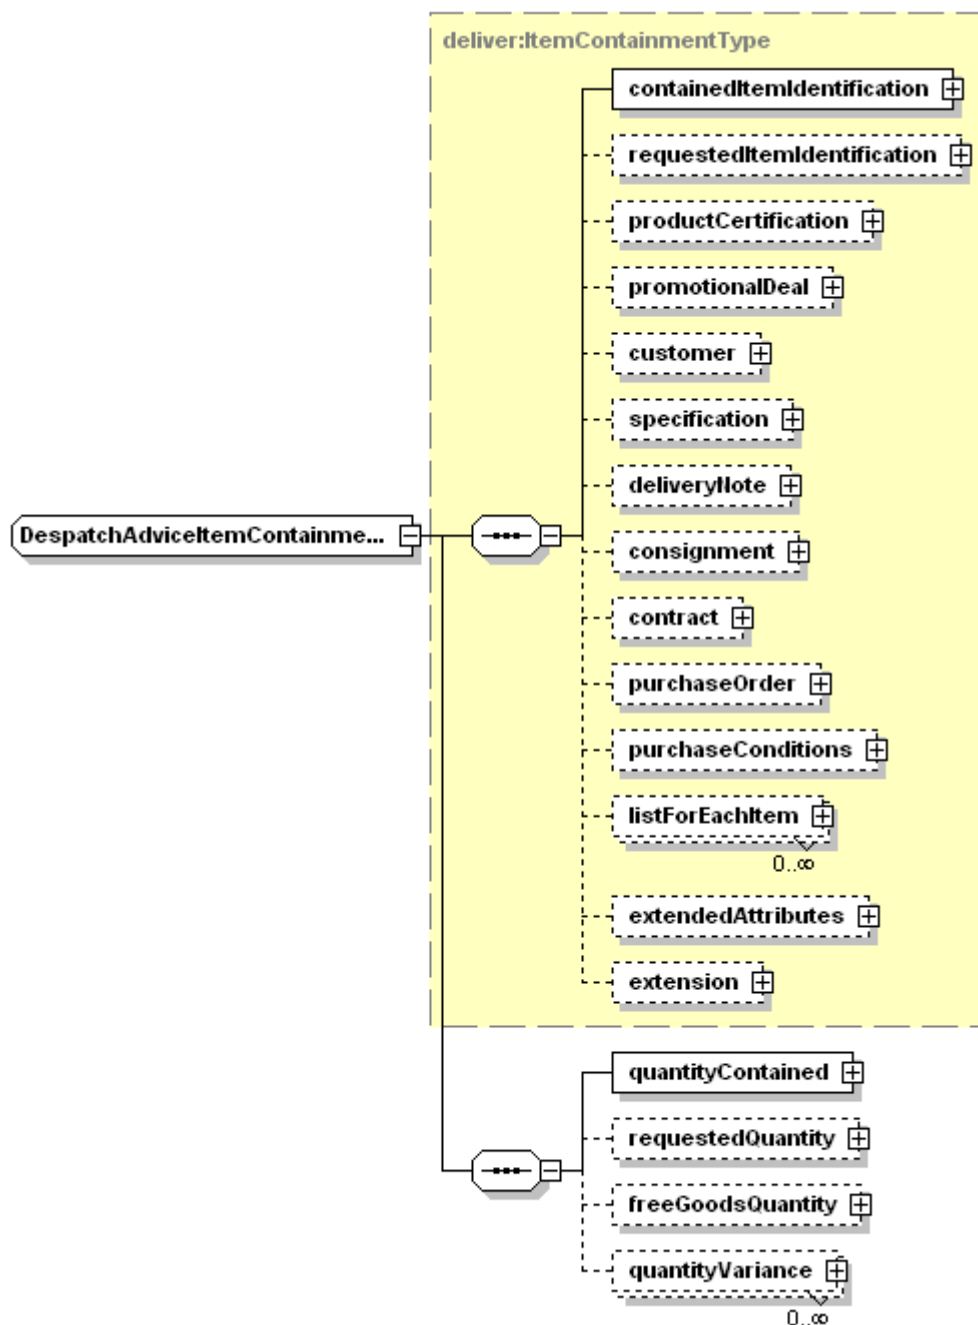 deliver:ItemContainmentType
containedItemIdentification
requestedItemIdentification
productCertification
promotionalDeal
customer
specification
deliveryNote
DespatchAdviceItemContainme...
consignment
contract
purchaseOrder
purchaseConditions
listForEachItem
0..∞
extendedAttributes
extension
quantityContained
requestedQuantity
freeGoodsQuantity
quantityVariance
0..∞